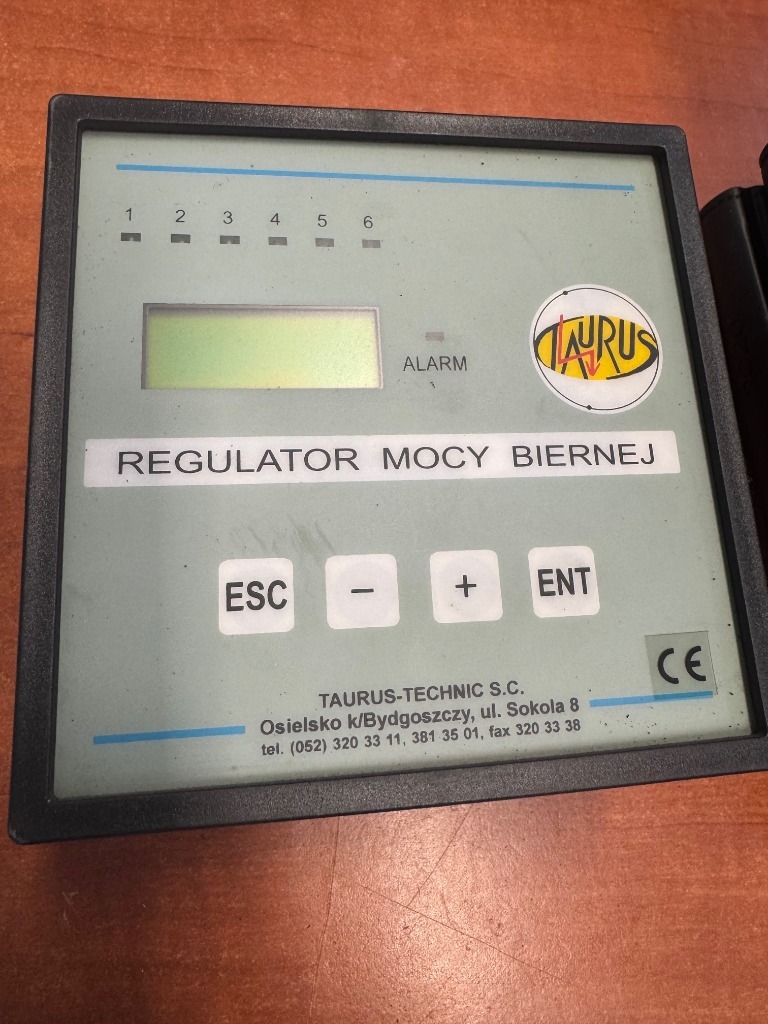 1 2 3 4 5 6
ALARM
TAURUS
REGULATOR MOCY BIERNEJ
ESC - + ENT
CE
TAURUS-TECHNIC S.C.
Osielsko k/Bydgoszczy, ul. Sokola 8
tel. (052) 320 33 11, 381 35 01, fax 320 33 38